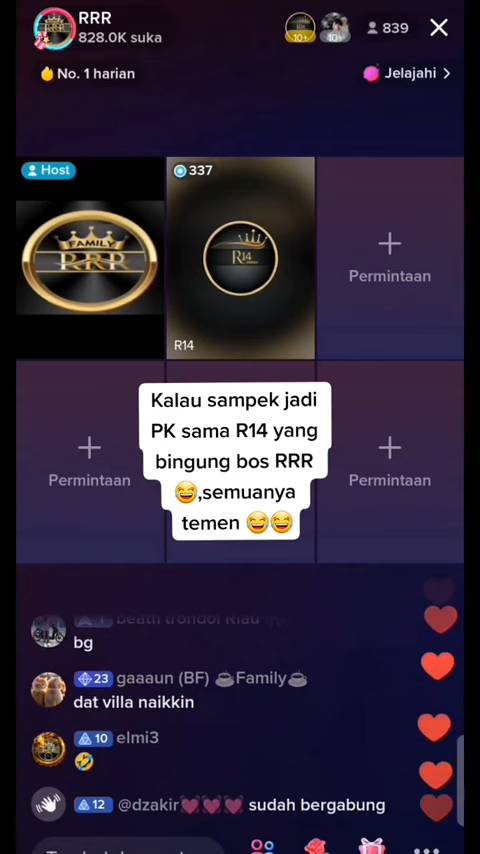 RRR
828.0K suka
10+
10+
839
No. 1 harian
Jelajahi >
Host
337
FAMILY
RRR
R14
R14
+
Permintaan
+
Permintaan
+
Permintaan
Kalau sampek jadi
PK sama R14 yang
bingung bos RRR
😂,semuanya
temen 😂😂
bg
23 gaaaun (BF) ☕Family☕
dat villa naikkin
10 elmi3
🤣
12 @dzakir💓💓💓 sudah bergabung